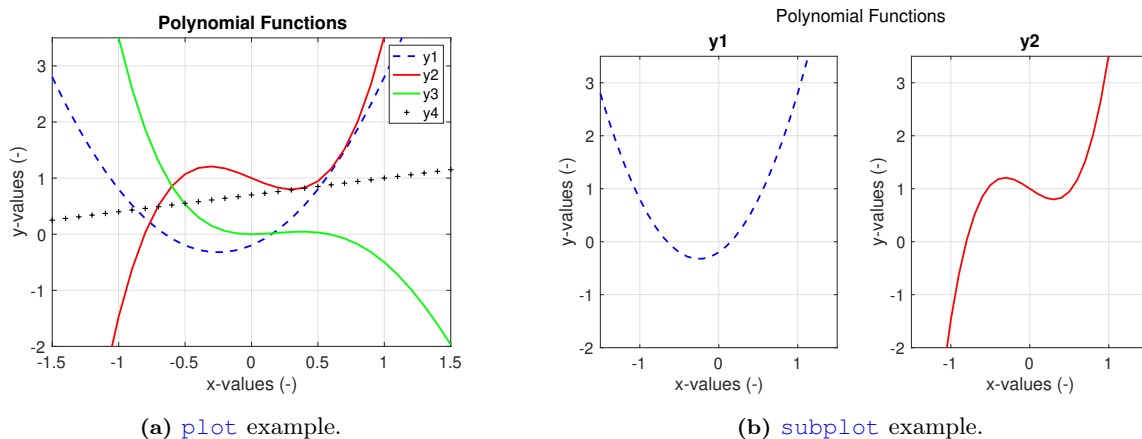 Polynomial Functions
y1
y2
y3
y4
3
2
1
0
-1
-2
y-values (-)
-1.5 -1 -0.5 0 0.5 1 1.5
x-values (-)
(a) plot example.
Polynomial Functions
y1
3
2
1
0
-1
-2
y-values (-)
-1 0 1
x-values (-)
y2
3
2
1
0
-1
-2
y-values (-)
-1 0 1
x-values (-)
(b) subplot example.